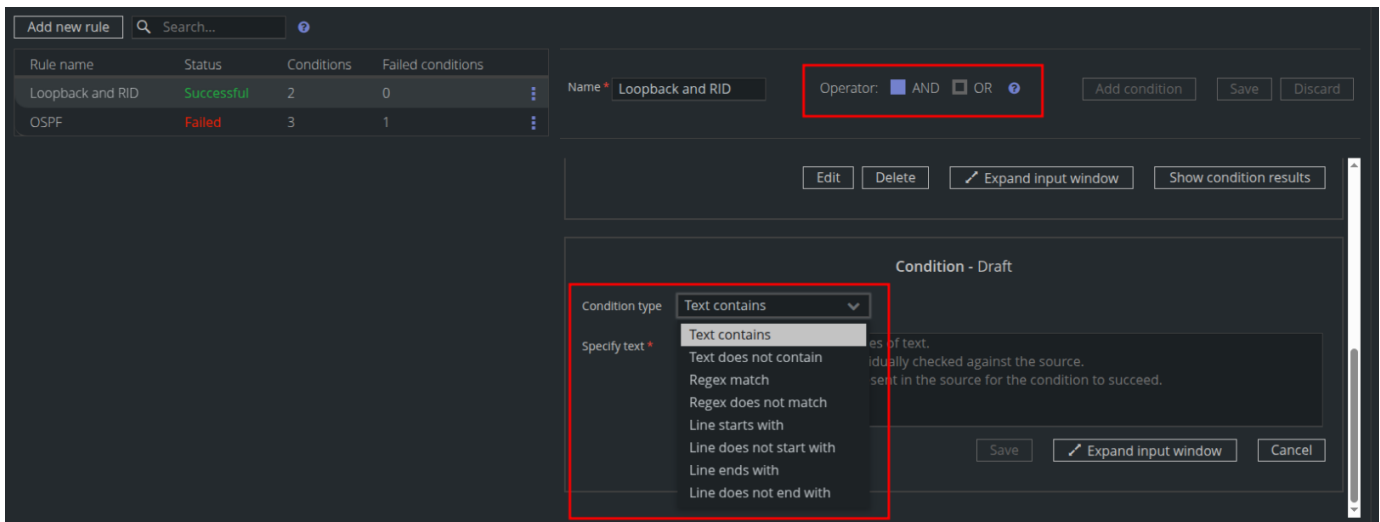 Add new rule
Search...
Rule name Status Conditions Failed conditions
Loopback and RID Successful 2 0
OSPF Failed 3 1
Name * Loopback and RID
Operator: AND OR
Add condition Save Discard
Edit Delete Expand input window Show condition results
Condition - Draft
Condition type Text contains
Specify text *
Text contains
Text does not contain
Regex match
Regex does not match
Line starts with
Line does not start with
Line ends with
Line does not end with
of text.
checked against the source.
in the source for the condition to succeed.
Save Expand input window Cancel